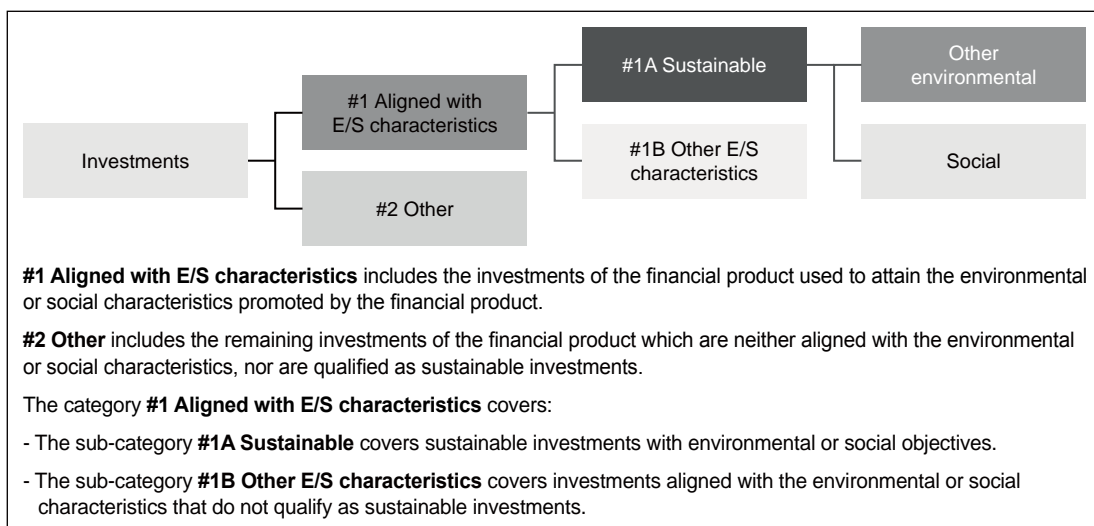 Investments
#1 Aligned with
E/S characteristics
#2 Other
#1A Sustainable
#1B Other E/S
characteristics
Other
environmental
Social
#1 Aligned with E/S characteristics includes the investments of the financial product used to attain the environmental
or social characteristics promoted by the financial product.
#2 Other includes the remaining investments of the financial product which are neither aligned with the environmental
or social characteristics, nor are qualified as sustainable investments.
The category #1 Aligned with E/S characteristics covers:
- The sub-category #1A Sustainable covers sustainable investments with environmental or social objectives.
- The sub-category #1B Other E/S characteristics covers investments aligned with the environmental or social
characteristics that do not qualify as sustainable investments.